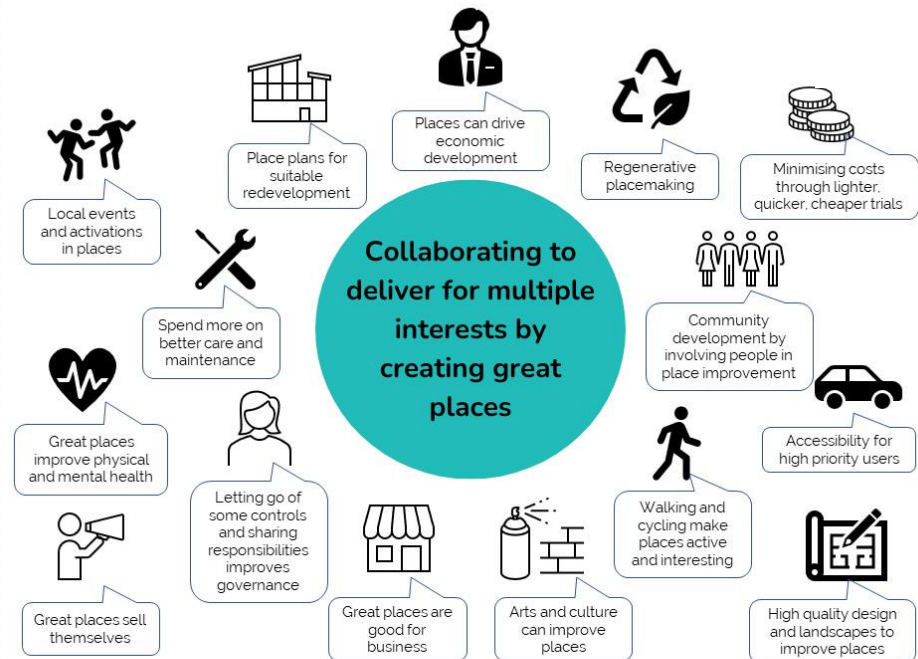 Places can drive
economic
development
Place plans for
suitable
redevelopment
Regenerative
placemaking
Minimising costs
through lighter,
quicker, cheaper trials
Local events
and activations
in places
Collaborating to
deliver for multiple
interests by
creating great
places
Spend more on
better care and
maintenance
Community
development by
involving people in
place improvement
Great places
improve physical
and mental health
Accessibility for
high priority users
Letting go of
some controls
and sharing
responsibilities
improves
governance
Walking and
cycling make
places active
and interesting
Great places sell
themselves
Great places are
good for
business
Arts and culture
can improve
places
High quality design
and landscapes to
improve places